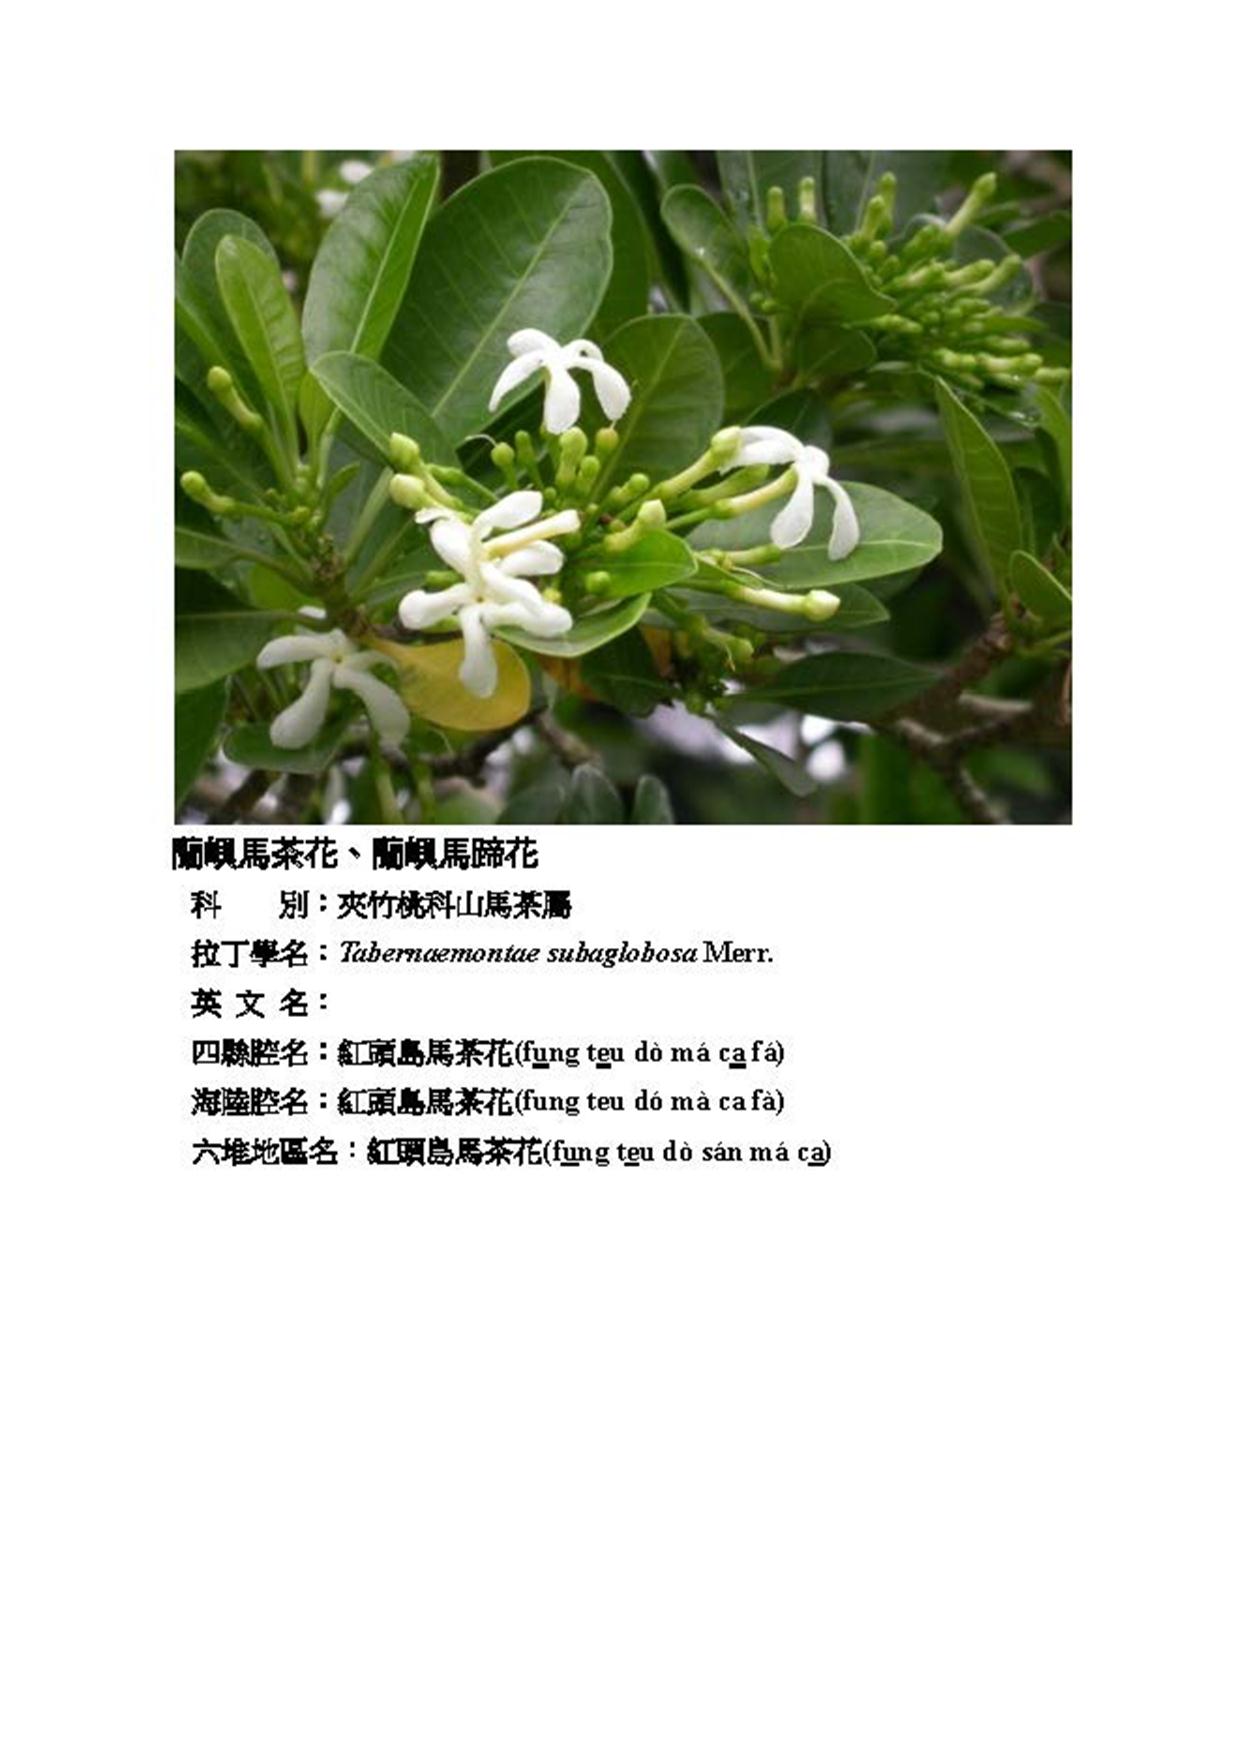 蘭嶼馬茶花、蘭嶼馬蹄花
科　　別：夾竹桃科山馬茶屬
拉丁學名：Tabernaemontae subaglobosa Merr.
英 文 名：
四縣腔名：紅頭島馬茶花(fung teu dò má ca fá)
海陸腔名：紅頭島馬茶花(fung teu dó mà ca fà)
六堆地區名：紅頭島馬茶花(fung teu dò sán má ca)